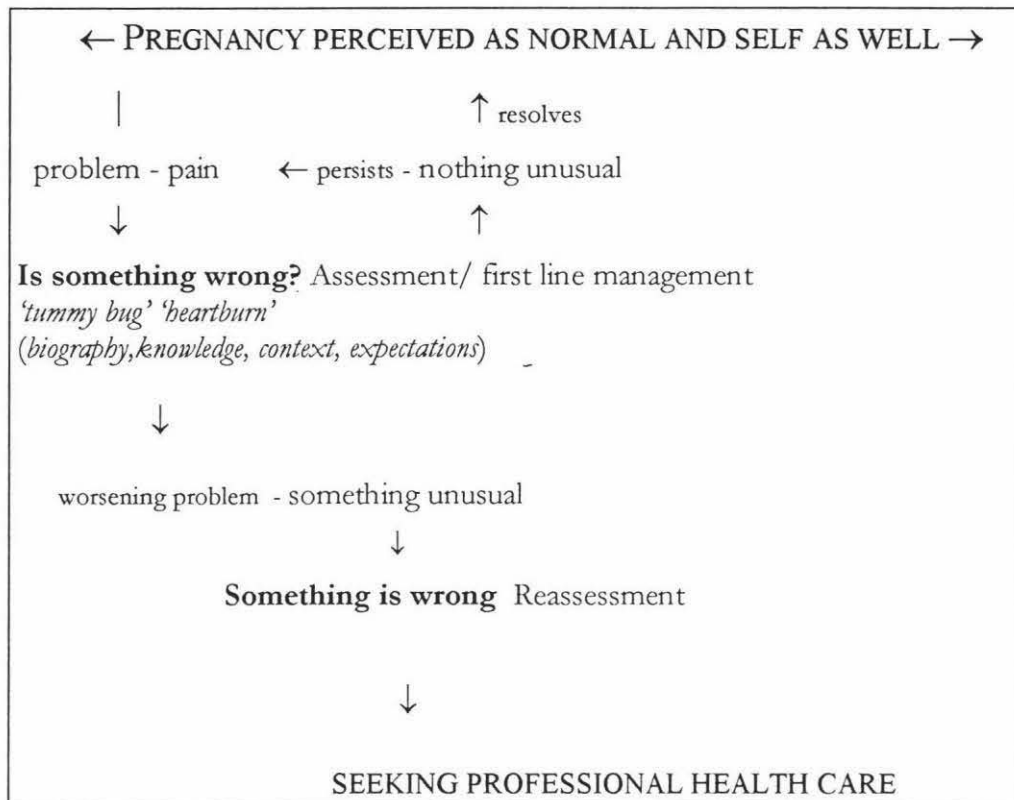 ← PREGNANCY PERCEIVED AS NORMAL AND SELF AS WELL →
| ↑ resolves
problem - pain ← persists - nothing unusual
↓ ↑
Is something wrong? Assessment/ first line management
'tummy bug' 'heartburn'
(biography,knowledge, context, expectations)
↓
worsening problem - something unusual
↓
Something is wrong Reassessment
↓
SEEKING PROFESSIONAL HEALTH CARE